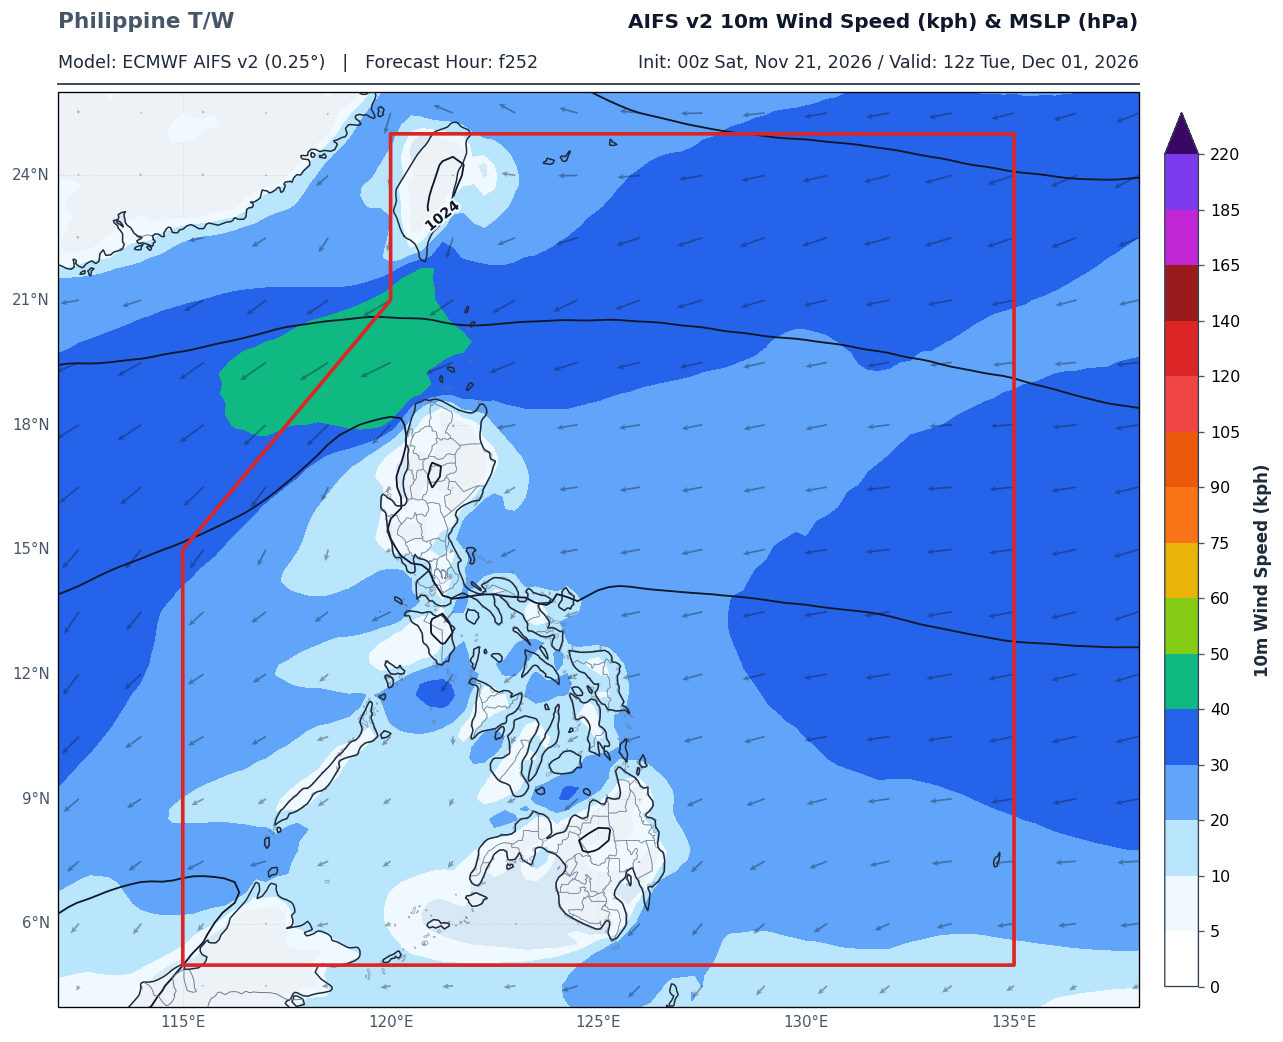 Philippine T/W
AIFS v2 10m Wind Speed (kph) & MSLP (hPa)
Model: ECMWF AIFS v2 (0.25°) | Forecast Hour: f252
Init: 00z Sat, Nov 21, 2026 / Valid: 12z Tue, Dec 01, 2026
24°N
21°N
18°N
15°N
12°N
9°N
6°N
1024
115°E
120°E
125°E
130°E
135°E
220
185
165
140
120
105
90
75
60
50
40
30
20
10
5
0
10m Wind Speed (kph)